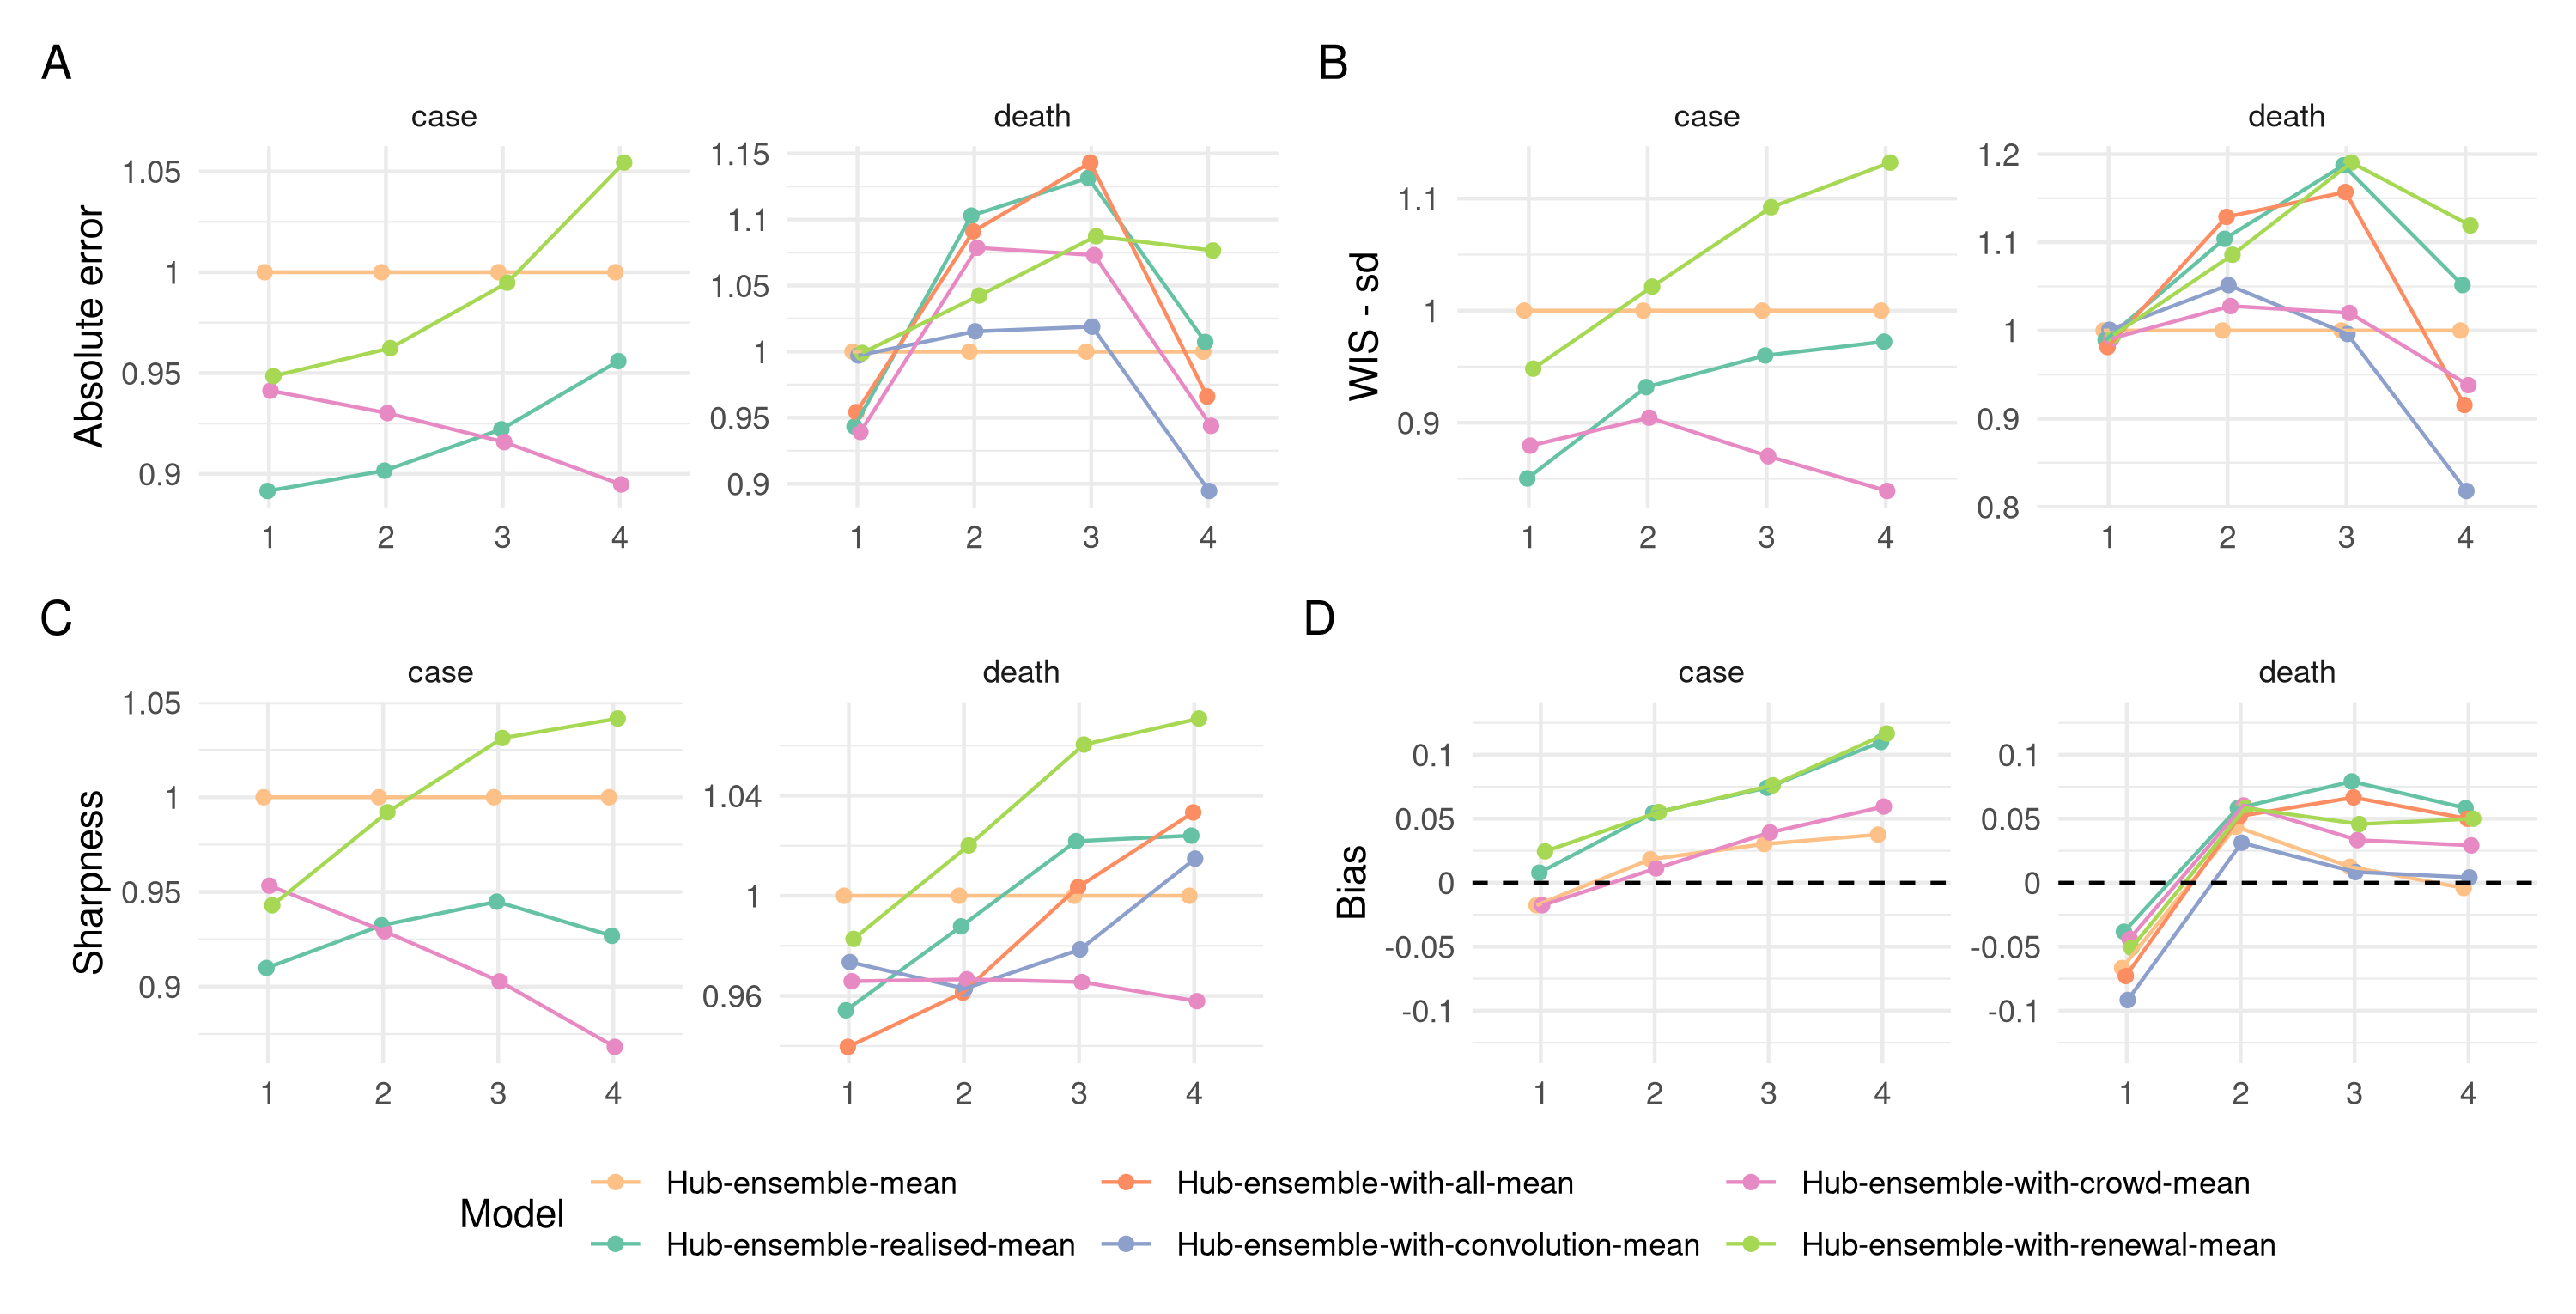 A
B
case
death
case
death
Absolute error
1.05
1
0.95
0.9
1.15
1.1
1.05
1
0.95
0.9
WIS - sd
1.1
1
0.9
1.2
1.1
1
0.9
0.8
1 2 3 4
1 2 3 4
1 2 3 4
1 2 3 4
C
D
case
death
case
death
Sharpness
1.05
1
0.95
0.9
1.04
1
0.96
Bias
0.1
0.05
0
-0.05
-0.1
0.1
0.05
0
-0.05
-0.1
1 2 3 4
1 2 3 4
1 2 3 4
1 2 3 4
Model
Hub-ensemble-mean
Hub-ensemble-with-all-mean
Hub-ensemble-with-crowd-mean
Hub-ensemble-realised-mean
Hub-ensemble-with-convolution-mean
Hub-ensemble-with-renewal-mean